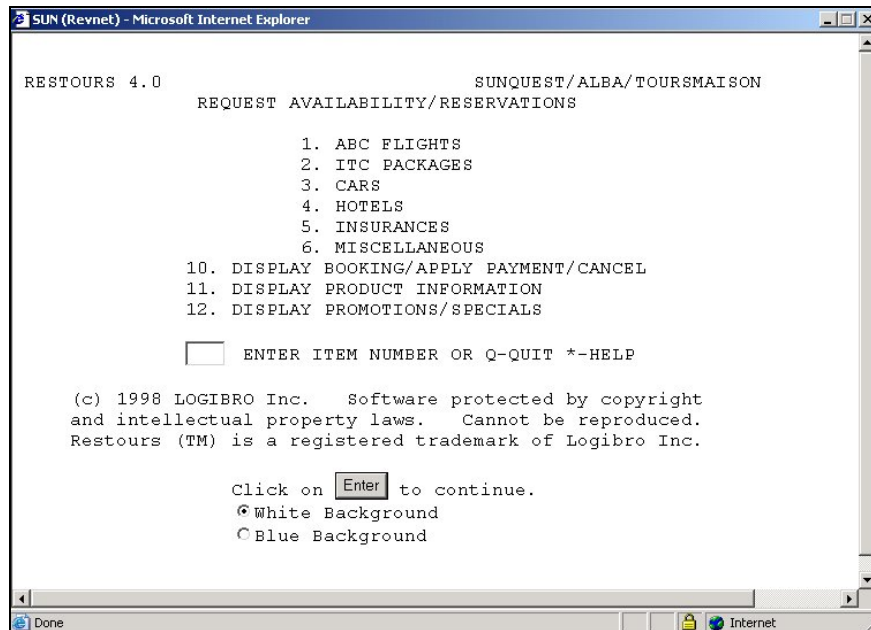 SUN (Revnet) - Microsoft Internet Explorer
RESTOURS 4.0 SUNQUEST/ALBA/TOURSMAISON
REQUEST AVAILABILITY/RESERVATIONS
1. ABC FLIGHTS
2. ITC PACKAGES
3. CARS
4. HOTELS
5. INSURANCES
6. MISCELLANEOUS
10. DISPLAY BOOKING/APPLY PAYMENT/CANCEL
11. DISPLAY PRODUCT INFORMATION
12. DISPLAY PROMOTIONS/SPECIALS
ENTER ITEM NUMBER OR Q-QUIT *-HELP
(c) 1998 LOGIBRO Inc. Software protected by copyright
and intellectual property laws. Cannot be reproduced.
Restours (TM) is a registered trademark of Logibro Inc.
Click on Enter to continue.
White Background
Blue Background
Done Internet